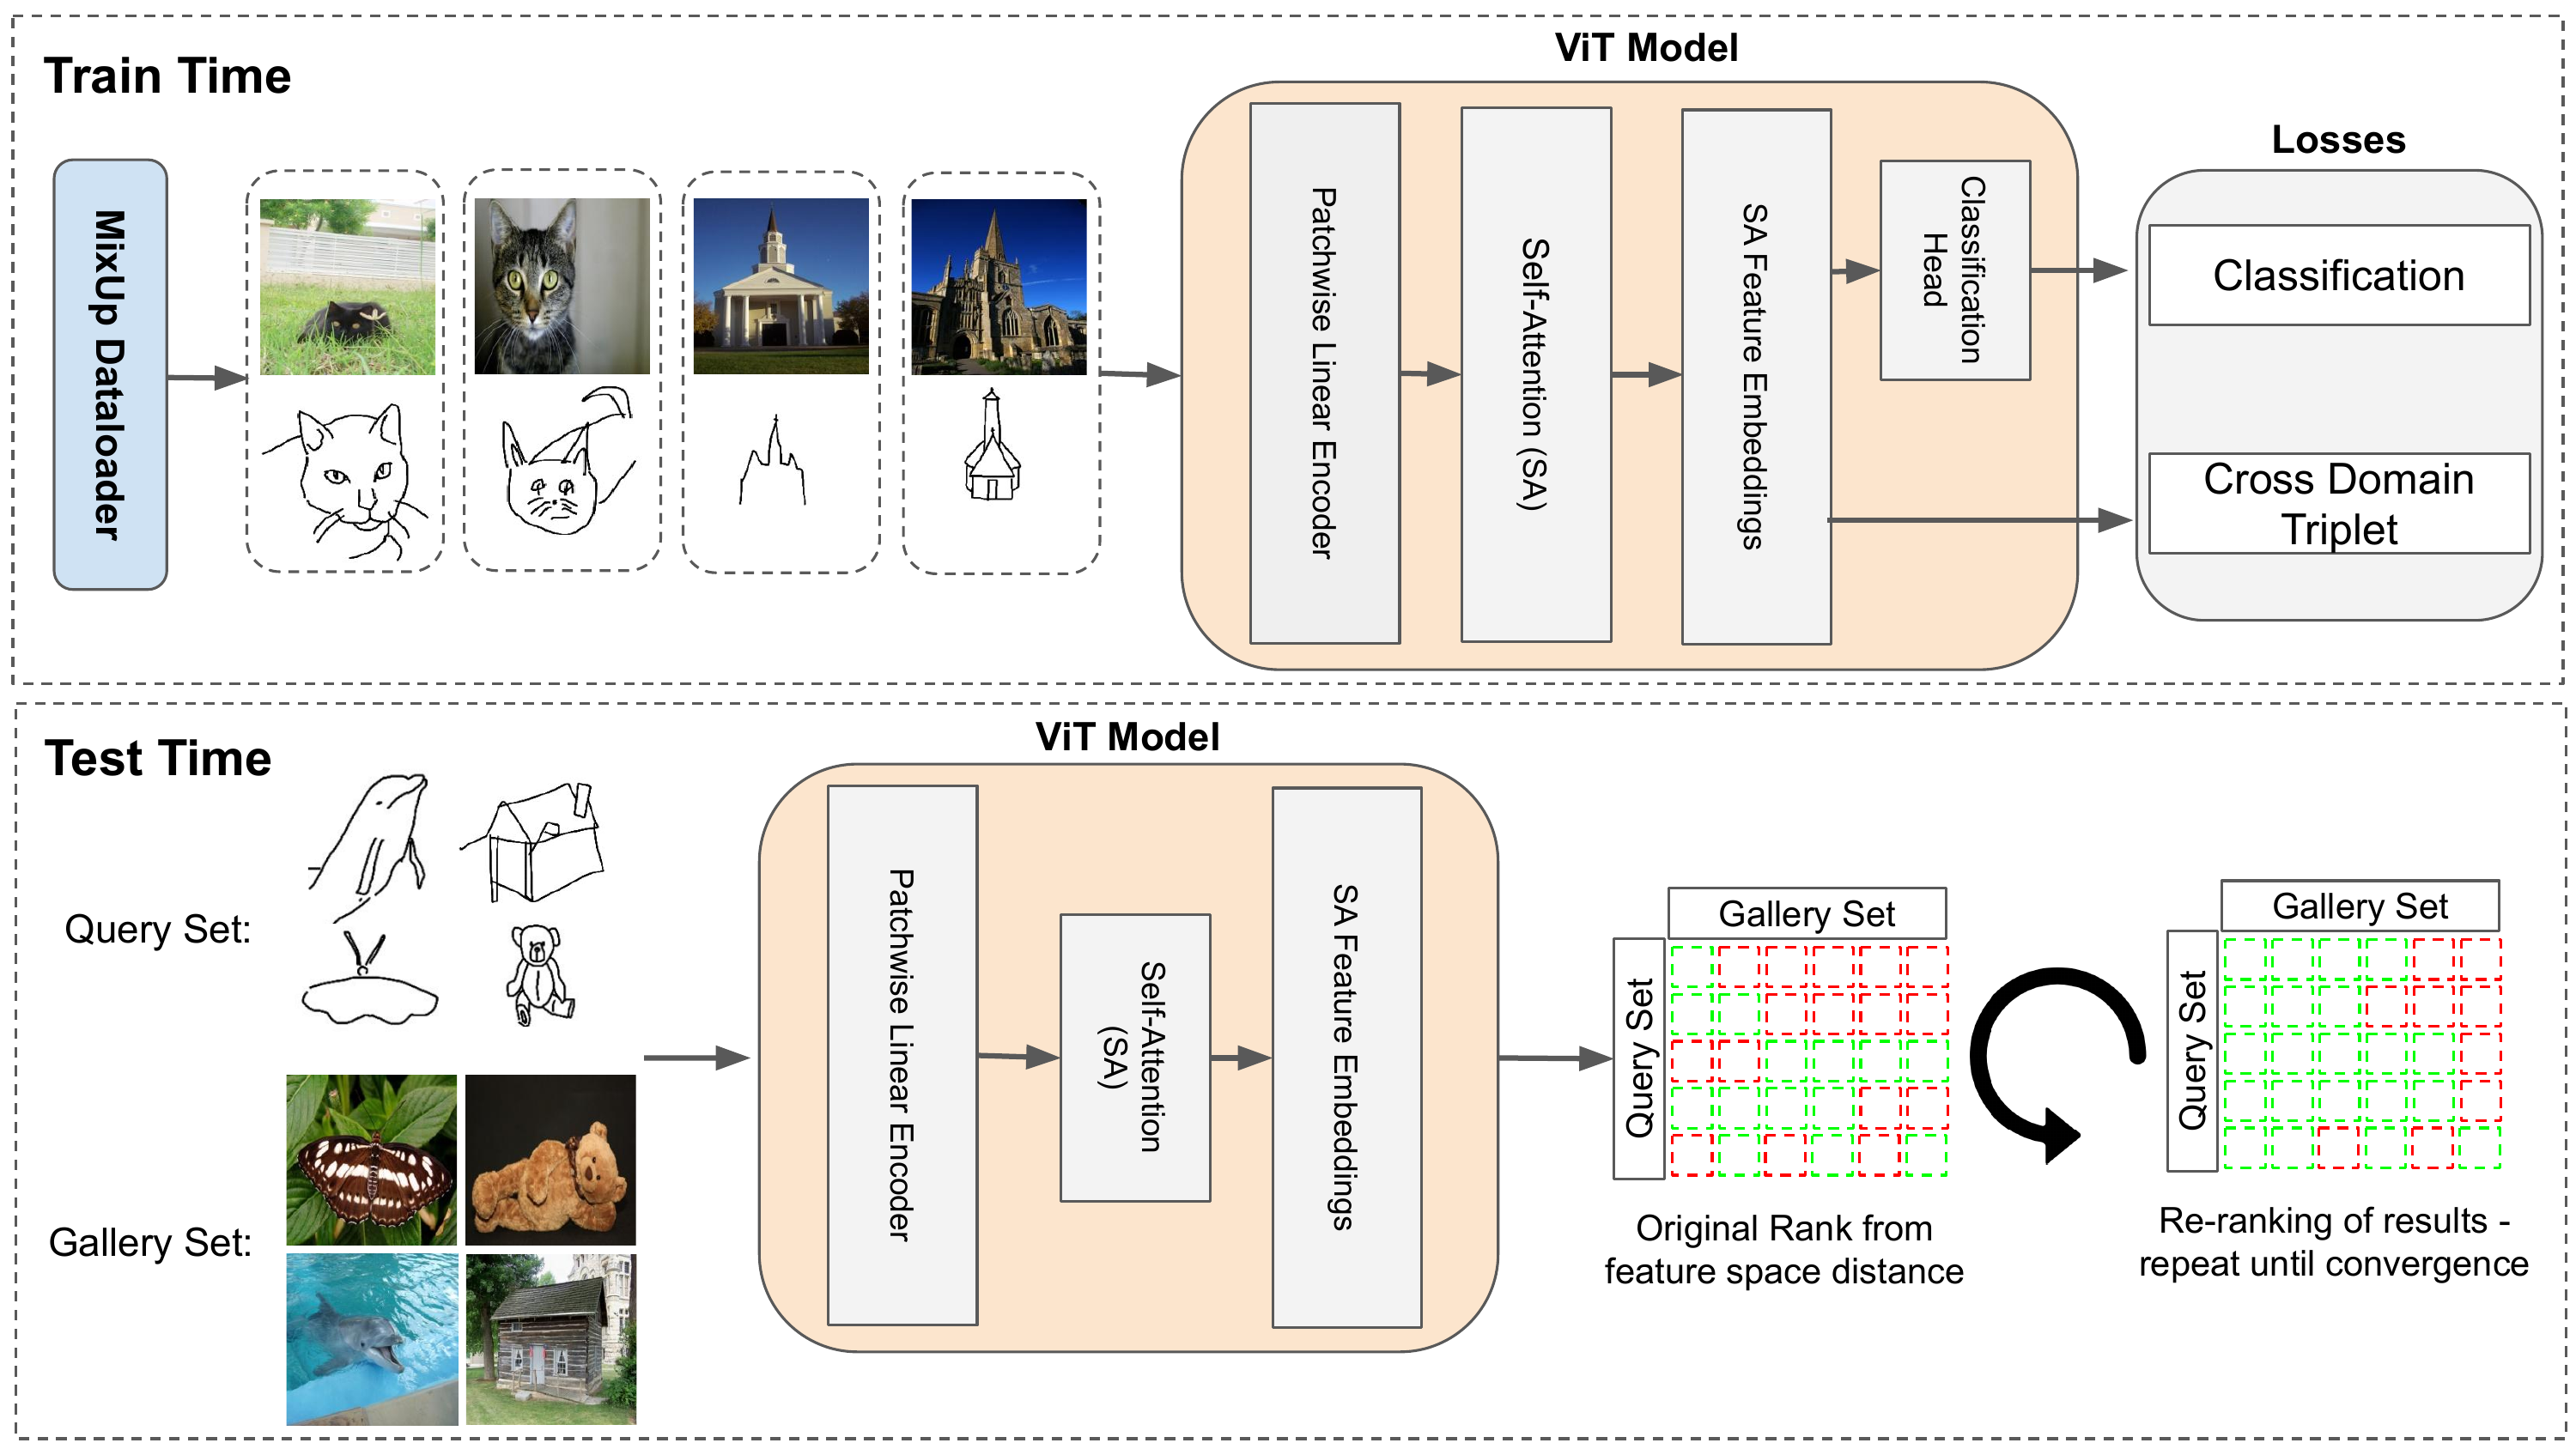 Train Time
MixUp Dataloader
ViT Model
Patchwise Linear Encoder
Self-Attention (SA)
SA Feature Embeddings
Classification
Head
Losses
Classification
Cross Domain
Triplet
Test Time
Query Set:
Gallery Set:
ViT Model
Patchwise Linear Encoder
Self-Attention
(SA)
SA Feature Embeddings
Gallery Set
Query Set
Original Rank from
feature space distance
Gallery Set
Query Set
Re-ranking of results -
repeat until convergence